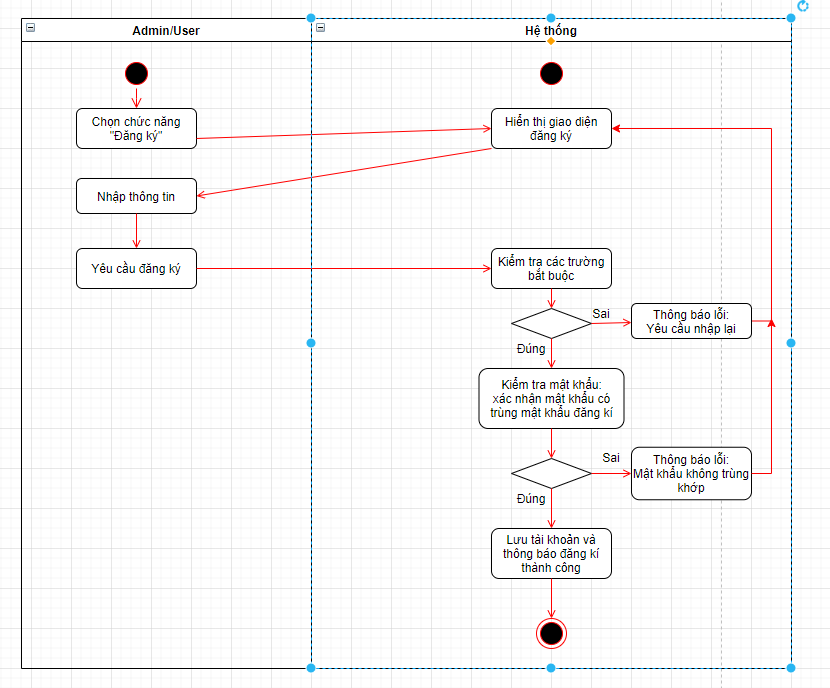 Admin/User
Hệ thống
Chọn chức năng
"Đăng ký"
Hiển thị giao diện
đăng ký
Nhập thông tin
Yêu cầu đăng ký
Kiểm tra các trường
bắt buộc
Sai
Thông báo lỗi:
Yêu cầu nhập lại
Đúng
Kiểm tra mật khẩu:
xác nhận mật khẩu có
trùng mật khẩu đăng kí
Sai
Thông báo lỗi:
Mật khẩu không trùng
khớp
Đúng
Lưu tài khoản và
thông báo đăng kí
thành công